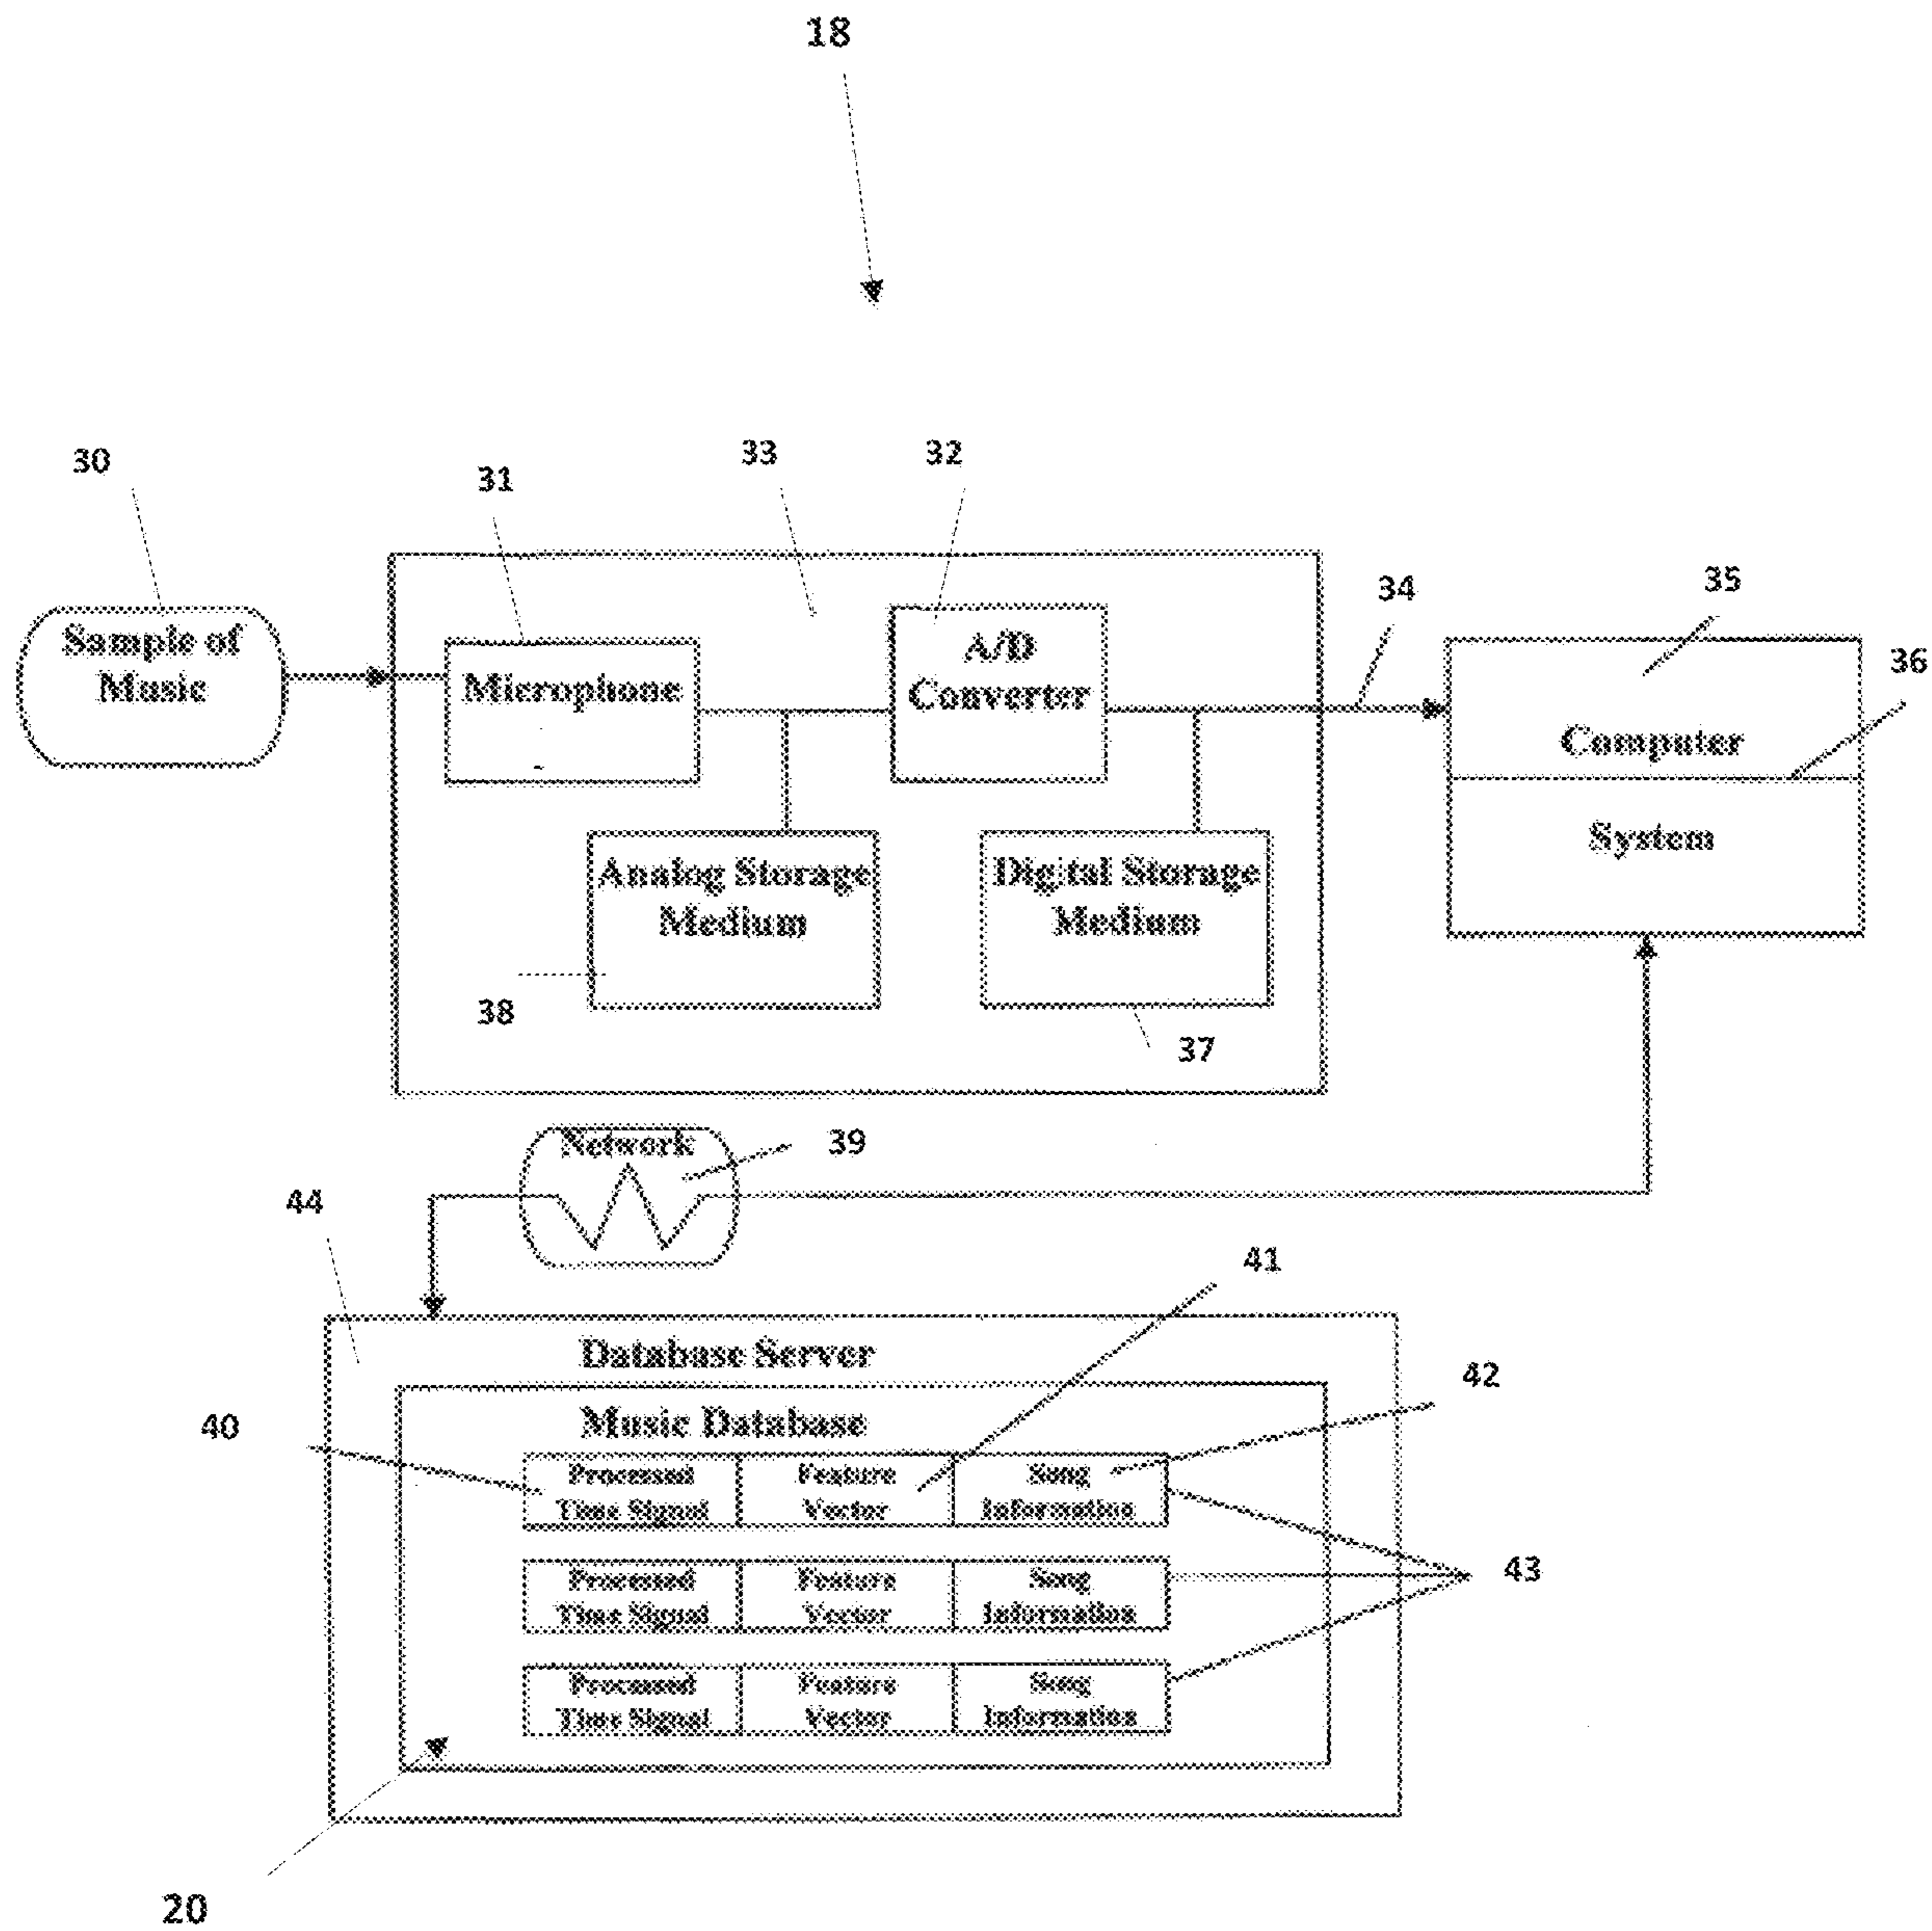 18
30
31
33
32
34
35
36
Sample of
Music
Microphone
A/D
Converter
Computer
System
Analog Storage
Medium
Digital Storage
Medium
38
37
Network
39
44
41
Database Server
42
Music Database
40
Processed
Time Signal
Feature
Vector
Song
Information
Processed
Time Signal
Feature
Vector
Song
Information
43
Processed
Time Signal
Feature
Vector
Song
Information
20